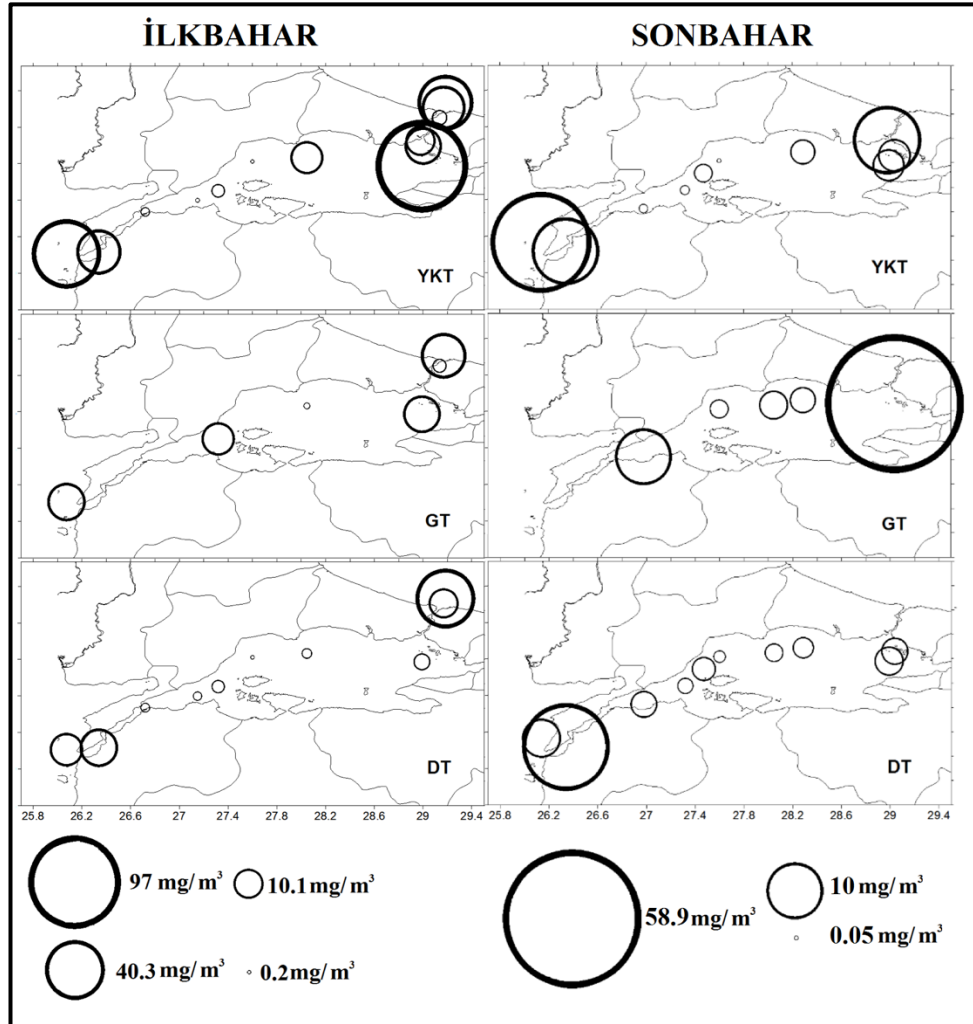 İLKBAHAR
SONBAHAR
YKT
YKT
GT
GT
DT
DT
25.8 26.2 26.6 27 27.4 27.8 28.2 28.6 29 29.4
25.8 26.2 26.6 27 27.4 27.8 28.2 28.6 29 29.4
97 mg/m³
10.1 mg/m³
40.3 mg/m³
0.2 mg/m³
58.9 mg/m³
10 mg/m³
0.05 mg/m³